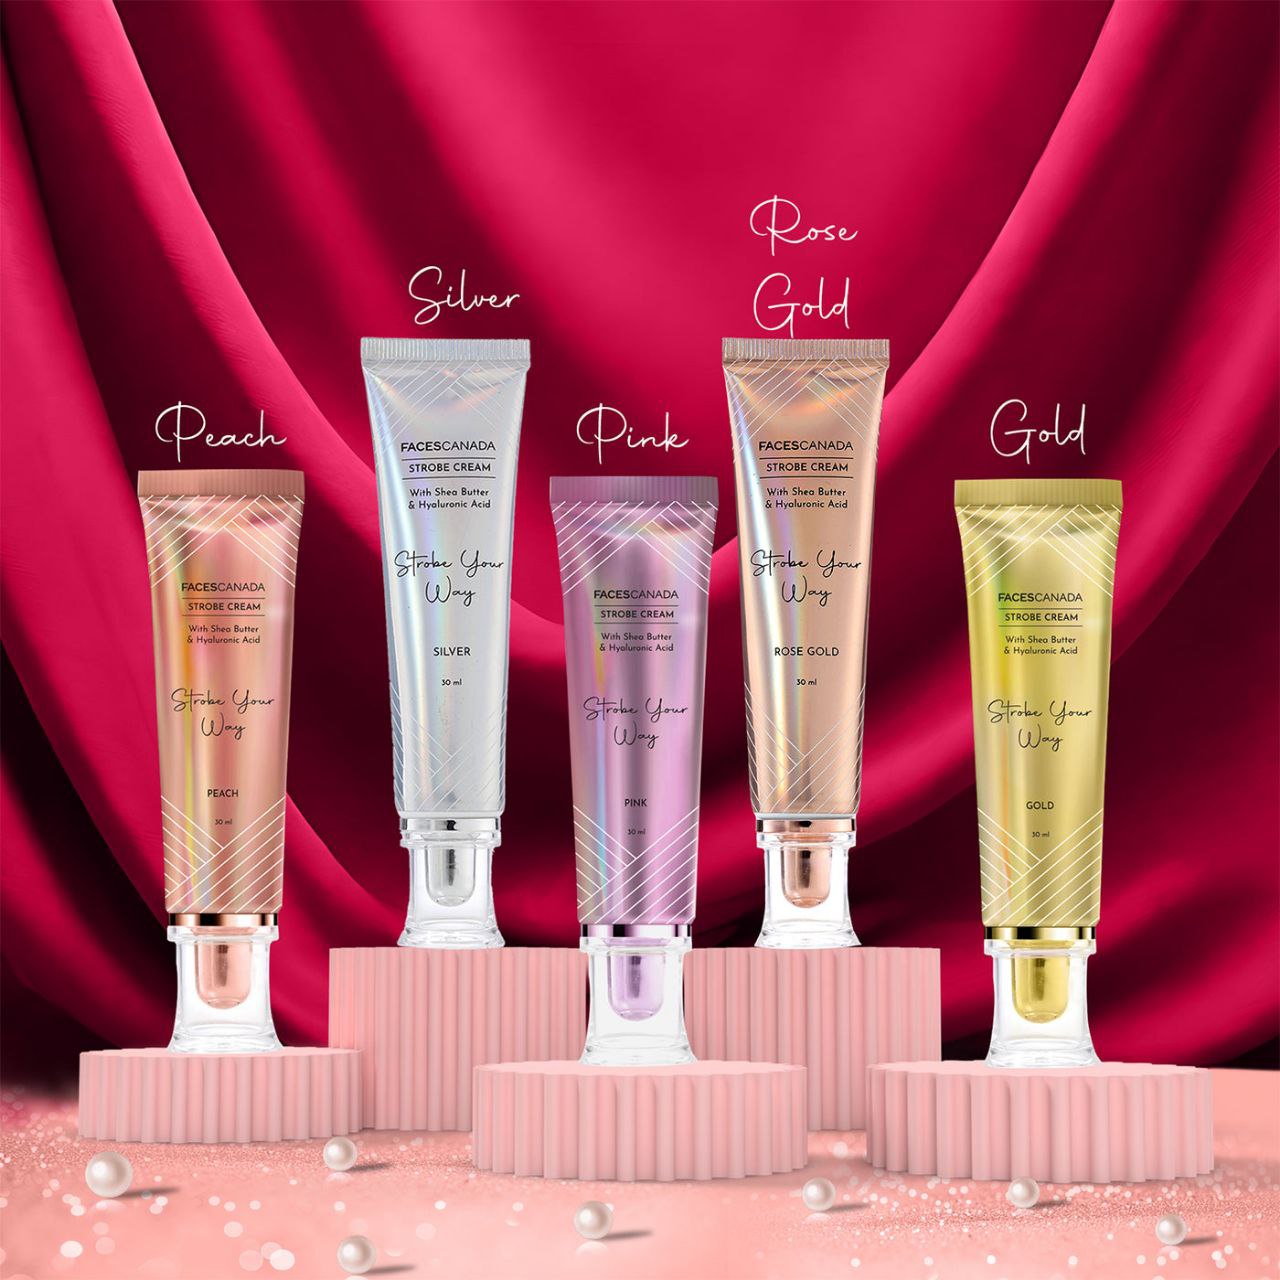 Peach
FACESCANADA
STROBE CREAM
With Shea Butter
& Hyaluronic Acid
Strobe Your
Way
PEACH
30 ml
Silver
FACESCANADA
STROBE CREAM
With Shea Butter
& Hyaluronic Acid
Strobe Your
Way
SILVER
30 ml
Pink
FACESCANADA
STROBE CREAM
With Shea Butter
& Hyaluronic Acid
Strobe Your
Way
PINK
30 ml
Rose
Gold
FACESCANADA
STROBE CREAM
With Shea Butter
& Hyaluronic Acid
Strobe Your
Way
ROSE GOLD
30 ml
Gold
FACESCANADA
STROBE CREAM
With Shea Butter
& Hyaluronic Acid
Strobe Your
Way
GOLD
30 ml